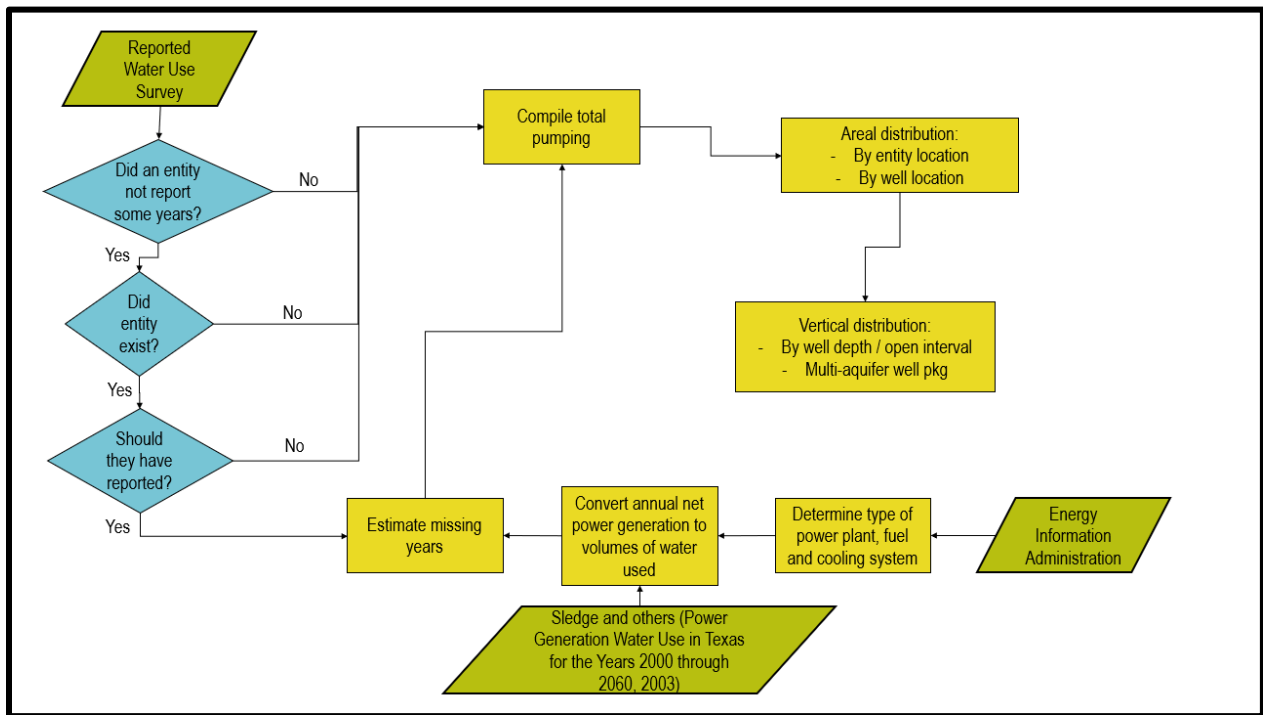 Reported
Water Use
Survey
Did an entity
not report
some years?
No
Yes
Did
entity
exist?
No
Yes
Should
they have
reported?
No
Yes
Compile total
pumping
Areal distribution:
- By entity location
- By well location
Vertical distribution:
- By well depth / open interval
- Multi-aquifer well pkg
Estimate missing
years
Convert annual net
power generation to
volumes of water
used
Determine type of
power plant, fuel
and cooling system
Energy
Information
Administration
Sledge and others (Power
Generation Water Use in Texas
for the Years 2000 through
2060, 2003)